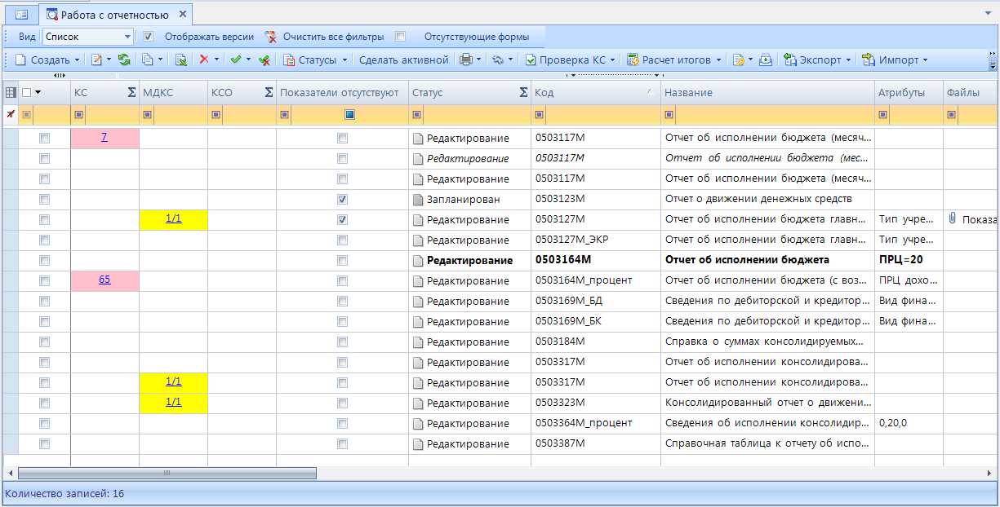 Работа с отчетностью
Вид Список Отображать версии Очистить все фильтры Отсутствующие формы
Создать Статусы Сделать активной Проверка КС Расчет итогов Экспорт Импорт
КС Σ МДКС КСО Σ Показатели отсутствуют Статус Σ Код Название Атрибуты Файлы
7 Редактирование 0503117М Отчет об исполнении бюджета (месяч...
Редактирование 0503117М Отчет об исполнении бюджета (мес...
Редактирование 0503117М Отчет об исполнении бюджета (месяч...
Запланирован 0503123М Отчет о движении денежных средств
1/1 Редактирование 0503127М Отчет об исполнении бюджета главн... Тип учре... Показа
Редактирование 0503127М_ЭКР Отчет об исполнении бюджета главн... Тип учре...
Редактирование 0503164М Отчет об исполнении бюджета ПРЦ=20
65 Редактирование 0503164М_процент Отчет об исполнении бюджета (с воз... ПРЦ дохо...
Редактирование 0503169М_БД Сведения по дебиторской и кредитор... Вид фина...
Редактирование 0503169М_БК Сведения по дебиторской и кредитор... Вид фина...
Редактирование 0503184М Справка о суммах консолидируемых...
Редактирование 0503317М Отчет об исполнении консолидирова...
1/1 Редактирование 0503317М Отчет об исполнении консолидирова...
1/1 Редактирование 0503323М Консолидированный отчет о движени...
Редактирование 0503364М_процент Сведения об исполнении консолидир... 0,20,0
Редактирование 0503387М Справочная таблица к отчету об испо...
Количество записей: 16